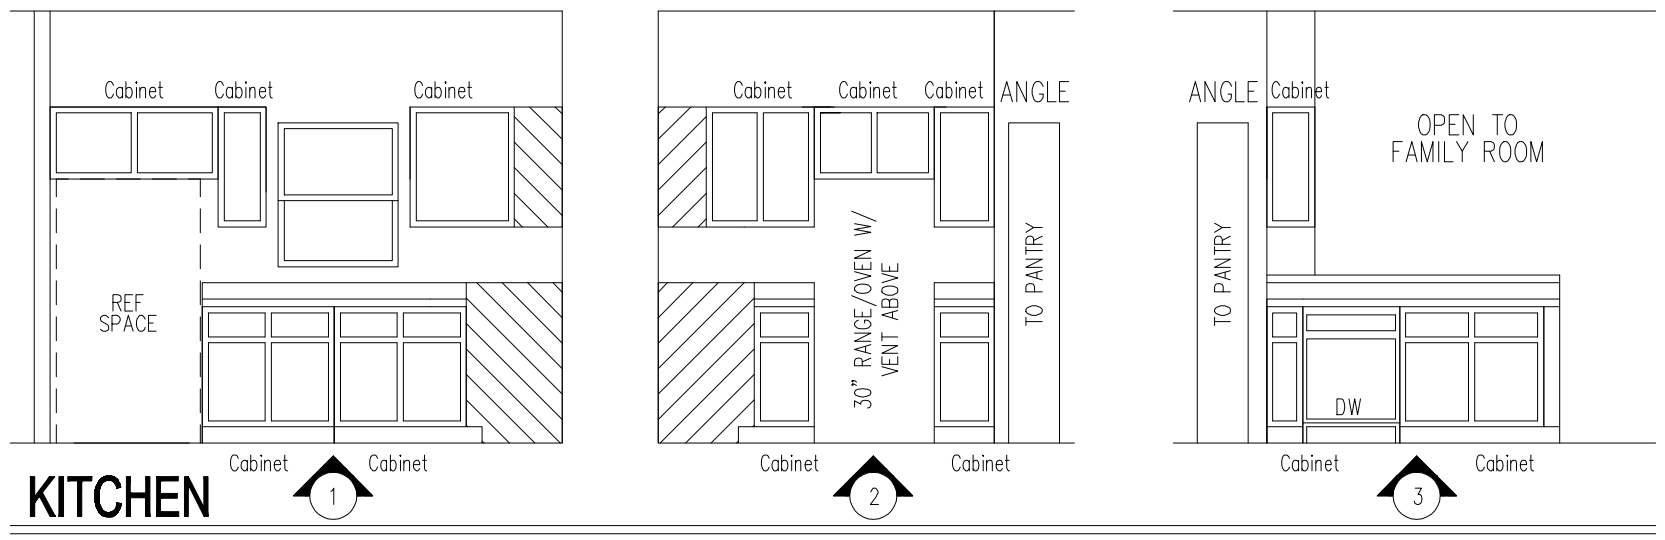 Cabinet
Cabinet
Cabinet
REF
SPACE
Cabinet
Cabinet
1
Cabinet
Cabinet
Cabinet
ANGLE
30" RANGE/OVEN W/
VENT ABOVE
TO PANTRY
Cabinet
Cabinet
2
ANGLE
Cabinet
OPEN TO
FAMILY ROOM
TO PANTRY
DW
Cabinet
Cabinet
3
KITCHEN